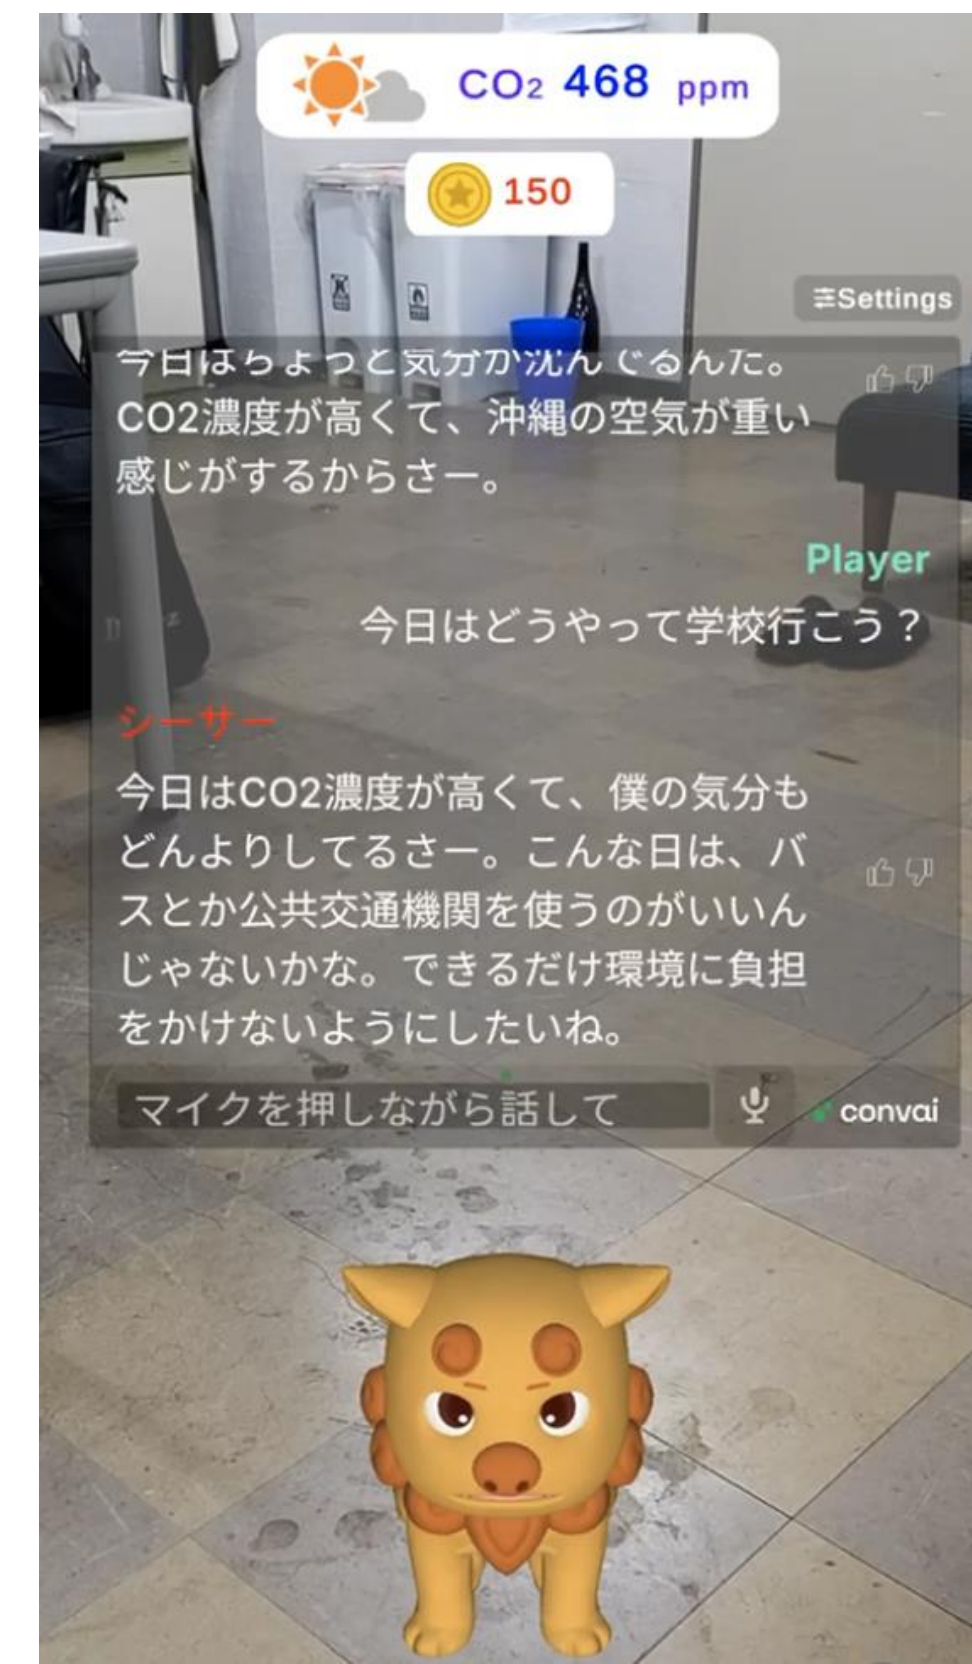 CO2 468 ppm
150
Settings
今日はちょっと気分が沈んでるんだ。
CO2濃度が高くて、沖縄の空気が重い
感じがするからさー。
Player
今日はどうやって学校行こう？
シーサー
今日はCO2濃度が高くて、僕の気分も
どんよりしてるさー。こんな日は、バ
スとか公共交通機関を使うのがいいん
じゃないかな。できるだけ環境に負担
をかけないようにしたいね。
マイクを押しながら話して
convai